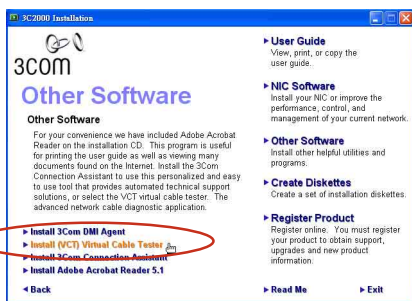 3C2000 Installation
3COM
Other Software
Other Software
For your convenience we have included Adobe Acrobat
Reader on the installation CD. This program is useful
for printing the user guide as well as viewing many
documents found on the Internet. Install the 3Com
Connection Assistant to use this personalized and easy
to use tool that provides automated technical support
solutions, or select the VCT virtual cable tester. The
advanced network cable diagnostic application.
Install 3Com DMI Agent
Install (VCT) Virtual Cable Tester
Install 3Com Connection Assistant
Install Adobe Acrobat Reader 5.1
Back
User Guide
View, print, or copy the
user guide.
NIC Software
Install your NIC or improve the
performance, control, and
management of your current network.
Other Software
Install other helpful utilities and
programs.
Create Diskettes
Create a set of installation diskettes.
Register Product
Register online. You must register
your product to obtain support,
upgrades and new product
information.
Read Me
Exit